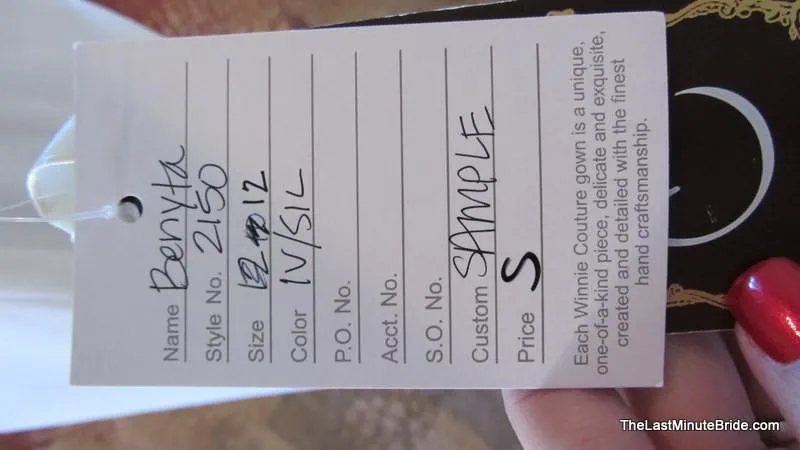 Name Benyta
Style No. 2150
Size 12
Color IV/SIL
P.O. No.
Acct. No.
S.O. No.
Custom SAMPLE
Price S
Each Winnie Couture gown is a unique,
one-of-a-kind piece, delicate and exquisite,
created and detailed with the finest
hand craftsmanship.
TheLastMinuteBride.com